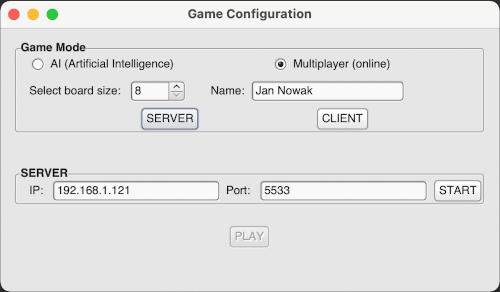 Game Configuration
Game Mode
AI (Artificial Intelligence) Multiplayer (online)
Select board size: 8 Name: Jan Nowak
SERVER CLIENT
SERVER
IP: 192.168.1.121 Port: 5533 START
PLAY